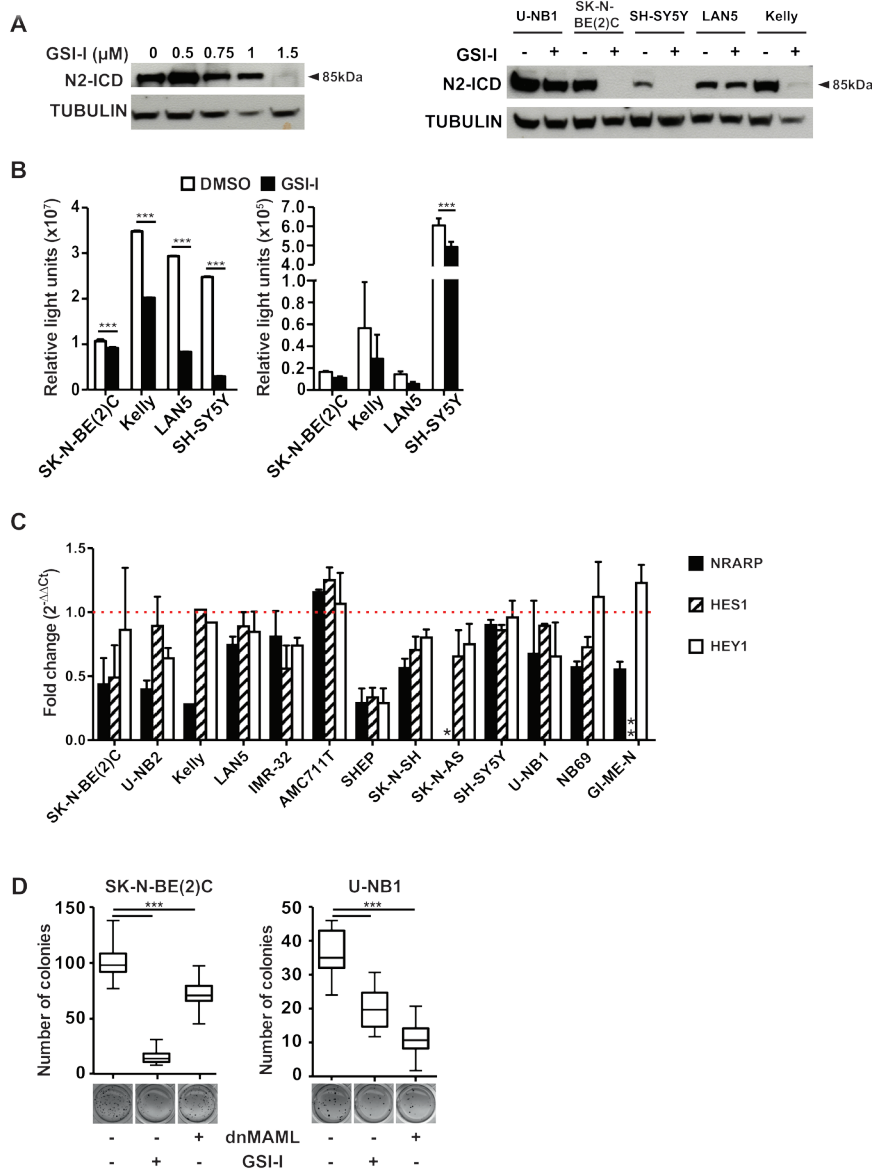 A
GSI-I (µM) 0 0.5 0.75 1 1.5
N2-ICD 85kDa
TUBULIN
U-NB1 SK-N-BE(2)C SH-SY5Y LAN5 Kelly
GSI-I - + - + - + - + - +
N2-ICD 85kDa
TUBULIN
B
DMSO GSI-I
Relative light units (x10⁷)
4
3
2
1
0
*** *** *** ***
SK-N-BE(2)C Kelly LAN5 SH-SY5Y
Relative light units (x10⁵)
7.0
6.0
5.0
4.0
1.0
0.8
0.6
0.4
0.2
0
***
SK-N-BE(2)C Kelly LAN5 SH-SY5Y
C
Fold change (2^-ΔΔCt)
1.5
1.0
0.5
0.0
* * *
SK-N-BE(2)C U-NB2 Kelly LAN5 IMR-32 AMC711T SHEP SK-N-SH SK-N-AS SH-SY5Y U-NB1 NB69 GI-ME-N
NRARP
HES1
HEY1
D
SK-N-BE(2)C
Number of colonies
150
100
50
0
***
U-NB1
Number of colonies
50
40
30
20
10
0
***
- - + dnMAML - - +
- + - GSI-I - + -